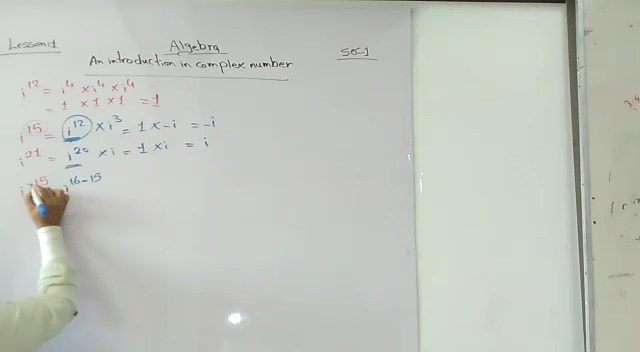 Lesson1 Algebra sec1
An introduction in complex number
i¹² = i⁴ × i⁴ × i⁴
= 1 × 1 × 1 = 1
i¹⁵ = i¹² × i³ = 1 × -i = -i
i²¹ = i²⁰ × i = 1 × i = i
i⁻¹⁵ i¹⁶⁻¹⁵